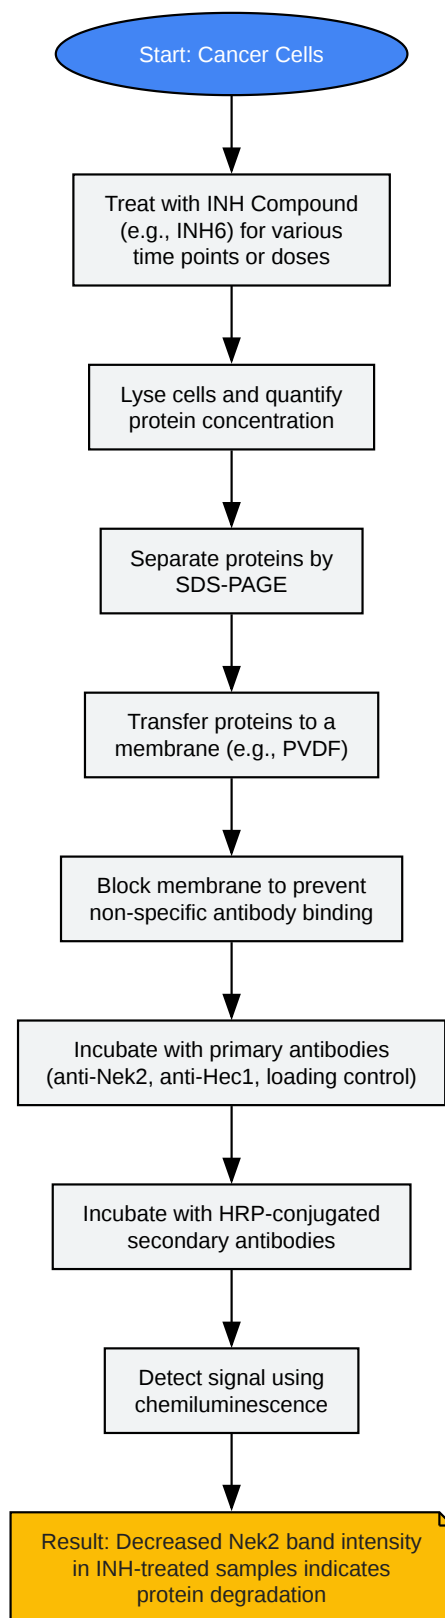 Start: Cancer Cells
Treat with INH Compound
(e.g., INH6) for various
time points or doses
Lyse cells and quantify
protein concentration
Separate proteins by
SDS-PAGE
Transfer proteins to a
membrane (e.g., PVDF)
Block membrane to prevent
non-specific antibody binding
Incubate with primary antibodies
(anti-Nek2, anti-Hec1, loading control)
Incubate with HRP-conjugated
secondary antibodies
Detect signal using
chemiluminescence
Result: Decreased Nek2 band intensity
in INH-treated samples indicates
protein degradation